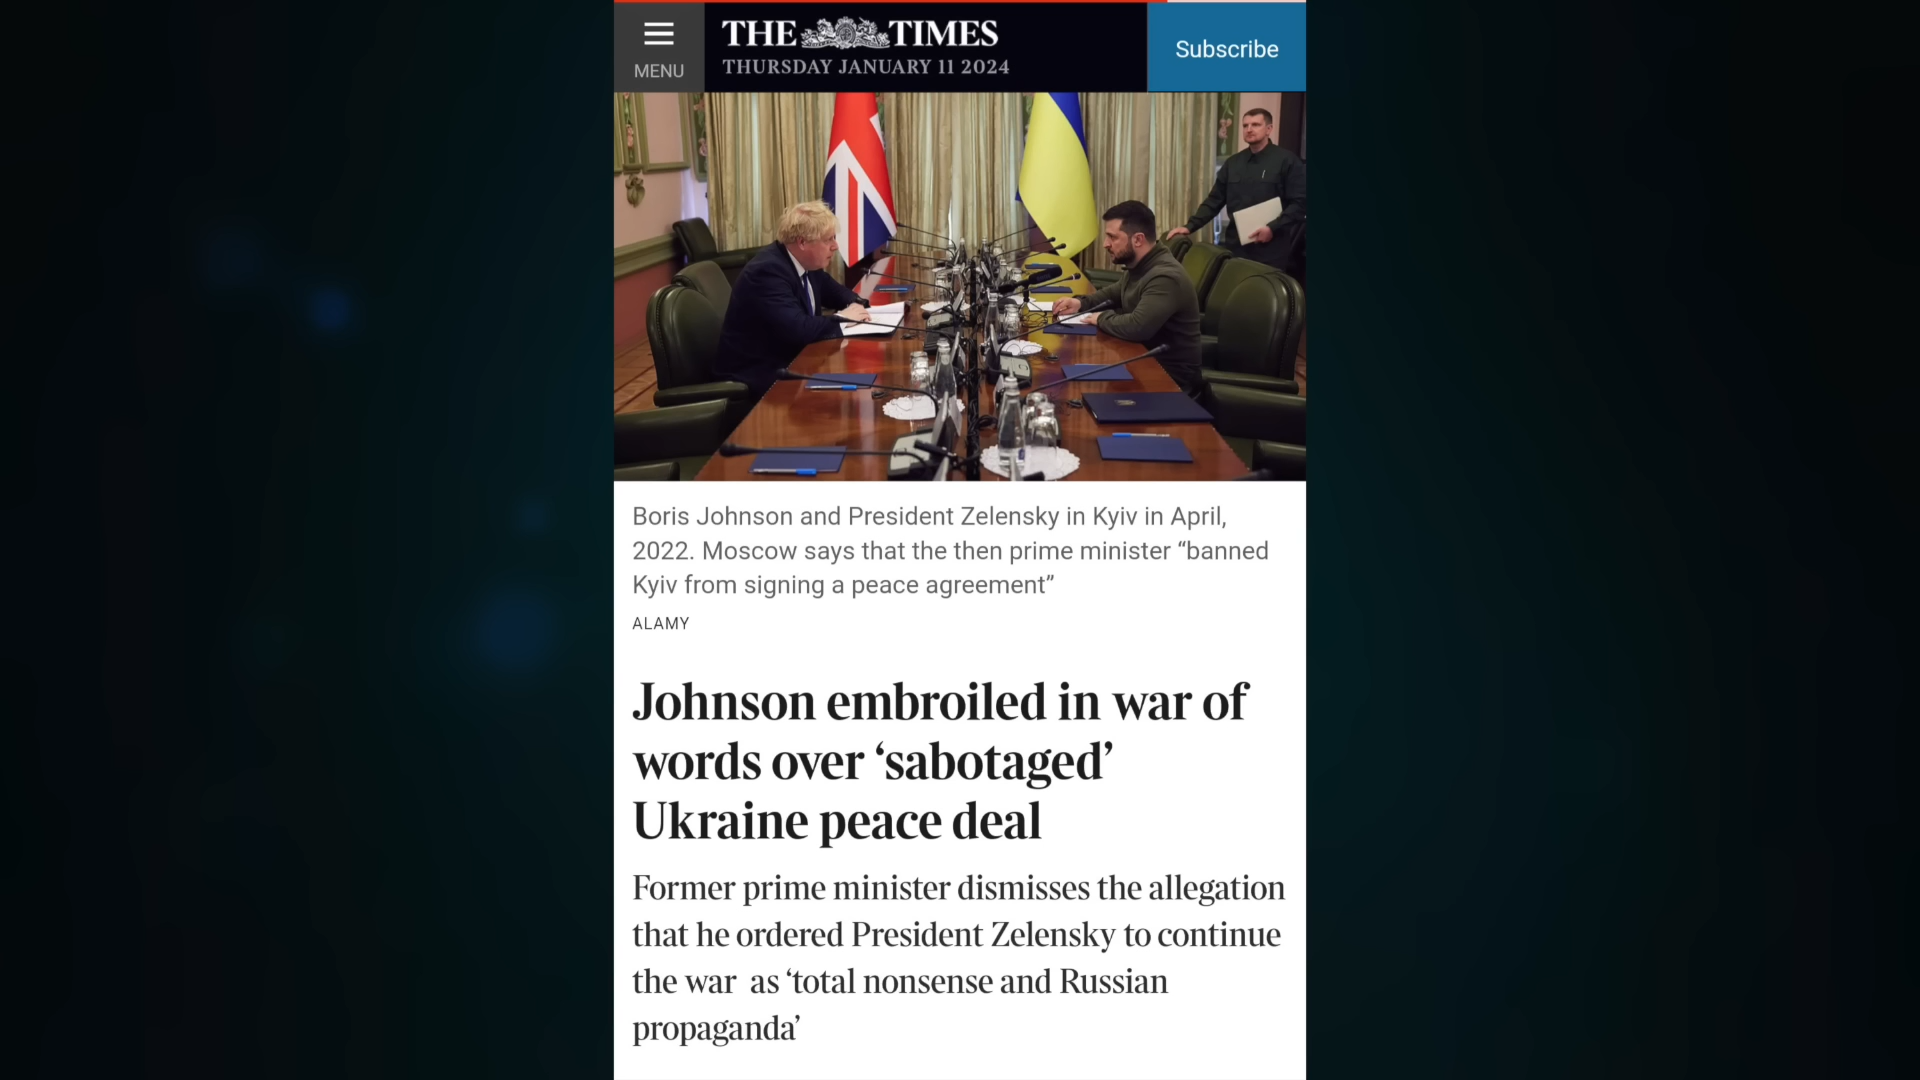 MENU
THE TIMES
THURSDAY JANUARY 11 2024
Subscribe
Boris Johnson and President Zelensky in Kyiv in April,
2022. Moscow says that the then prime minister “banned
Kyiv from signing a peace agreement”
ALAMY
Johnson embroiled in war of
words over ‘sabotaged’
Ukraine peace deal
Former prime minister dismisses the allegation
that he ordered President Zelensky to continue
the war as ‘total nonsense and Russian
propaganda’